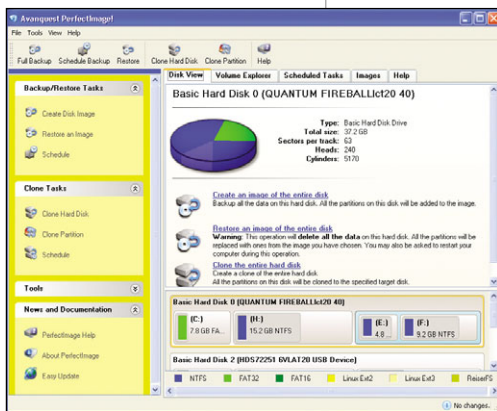 Avanquest PerfectImage!
File Tools View Help
Full Backup Schedule Backup Restore Clone Hard Disk Clone Partition Help
Disk View Volume Explorer Scheduled Tasks Images Help
Backup/Restore Tasks
Create Disk Image
Restore an Image
Schedule
Clone Tasks
Clone Hard Disk
Clone Partition
Schedule
Tools
News and Documentation
PerfectImage Help
About PerfectImage
Easy Update
Basic Hard Disk 0 (QUANTUM FIREBALLlct20 40)
Type: Basic Hard Disk Drive
Total size: 37.2 GB
Sectors per track: 63
Heads: 240
Cylinders: 5170
Create an image of the entire disk
Backup all the data on this hard disk. All the partitions on this disk will be added to the image.
Restore an image of the entire disk
Warning: This operation will delete all the data on this hard disk. All the partitions will be
replaced with ones from the image you have chosen. You may also be asked to restart your
computer during this operation.
Clone the entire hard disk
Create a clone of the entire hard disk.
All the partitions on this disk will be cloned to the specified target disk.
Basic Hard Disk 0 (QUANTUM FIREBALLlct20 40)
(C:)
7.8 GB FA...
(H:)
15.2 GB NTFS
(E:)
4.8 ...
(F:)
9.2 GB NTFS
Basic Hard Disk 2 (HDS72251 6VLAT20 USB Device)
NTFS FAT32 FAT16 Linux Ext2 Linux Ext3 ReiserFS
No changes.